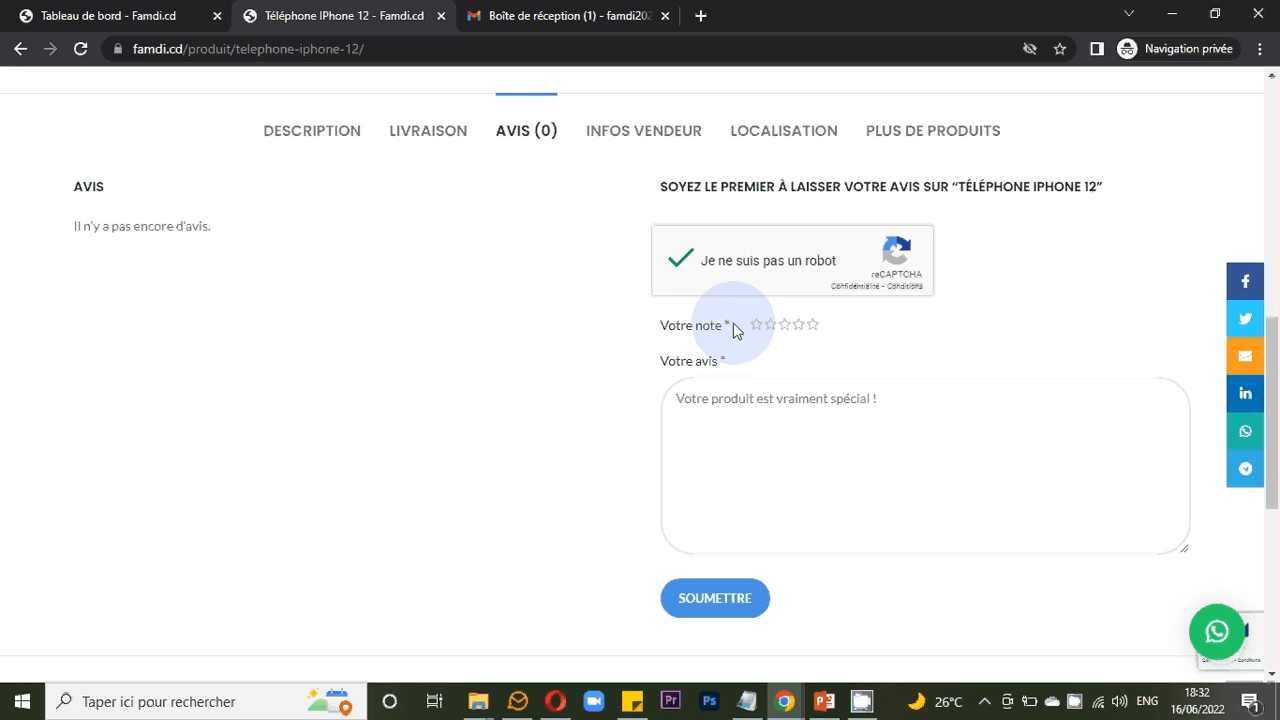 Tableau de bord - Famdi.cd
Téléphone IPhone 12 - Famdi.cd
Boîte de réception (1) - famdi202
famdi.cd/produit/telephone-iphone-12/
Navigation privée
DESCRIPTION
LIVRAISON
AVIS (0)
INFOS VENDEUR
LOCALISATION
PLUS DE PRODUITS
AVIS
Il n'y a pas encore d'avis.
SOYEZ LE PREMIER À LAISSER VOTRE AVIS SUR “TÉLÉPHONE IPHONE 12”
Je ne suis pas un robot
reCAPTCHA
Confidentialité - Conditions
Votre note *
Votre avis *
Votre produit est vraiment spécial !
SOUMETTRE
Taper ici pour rechercher
Pr
Ps
26°C
ENG
18:32
16/06/2022
1